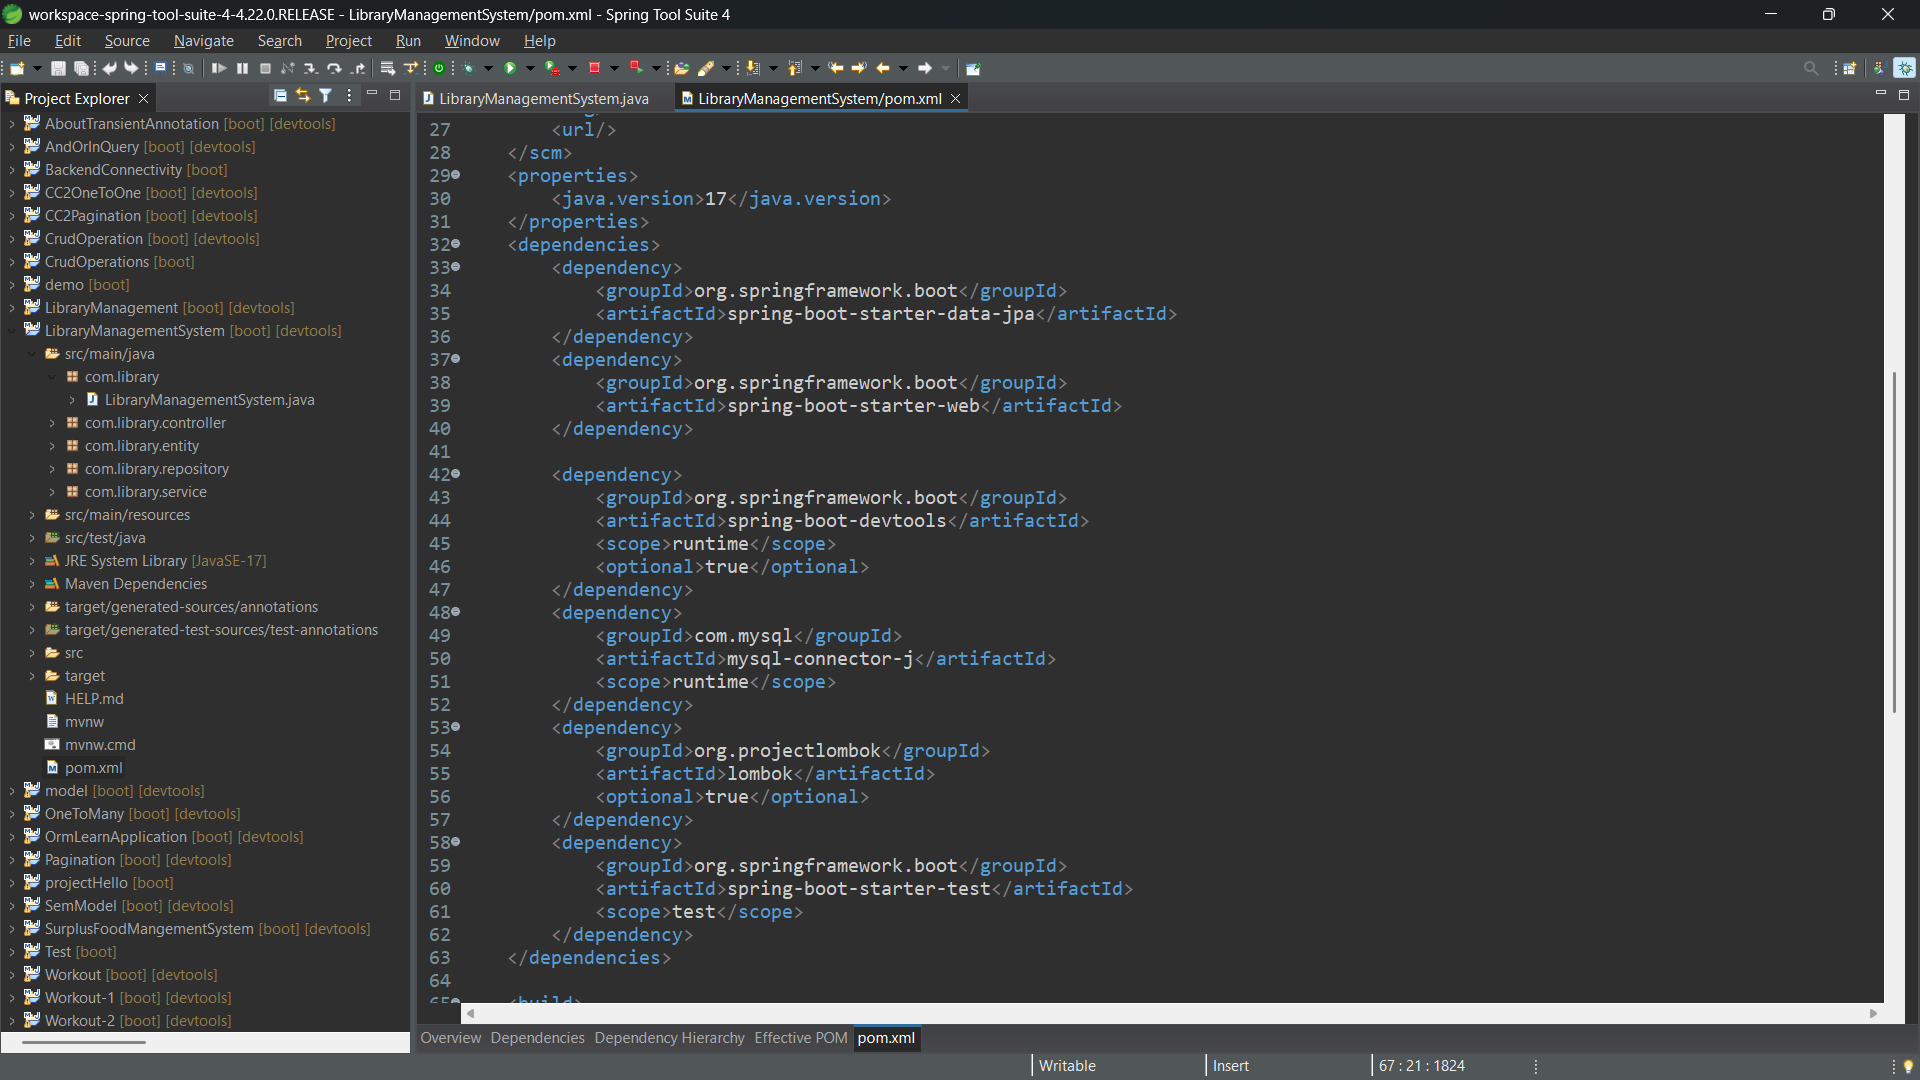 workspace-spring-tool-suite-4-4.22.0.RELEASE - LibraryManagementSystem/pom.xml - Spring Tool Suite 4
File Edit Source Navigate Search Project Run Window Help
Project Explorer
AboutTransientAnnotation [boot] [devtools]
AndOrInQuery [boot] [devtools]
BackendConnectivity [boot]
CC2OneToOne [boot] [devtools]
CC2Pagination [boot] [devtools]
CrudOperation [boot] [devtools]
CrudOperations [boot]
demo [boot]
LibraryManagement [boot] [devtools]
LibraryManagementSystem [boot] [devtools]
src/main/java
com.library
LibraryManagementSystem.java
com.library.controller
com.library.entity
com.library.repository
com.library.service
src/main/resources
src/test/java
JRE System Library [JavaSE-17]
Maven Dependencies
target/generated-sources/annotations
target/generated-test-sources/test-annotations
src
target
HELP.md
mvnw
mvnw.cmd
pom.xml
model [boot] [devtools]
OneToMany [boot] [devtools]
OrmLearnApplication [boot] [devtools]
Pagination [boot] [devtools]
projectHello [boot]
SemModel [boot] [devtools]
SurplusFoodMangementSystem [boot] [devtools]
Test [boot]
Workout [boot] [devtools]
Workout-1 [boot] [devtools]
Workout-2 [boot] [devtools]
LibraryManagementSystem.java LibraryManagementSystem/pom.xml
27 <url/>
28 </scm>
29 <properties>
30 <java.version>17</java.version>
31 </properties>
32 <dependencies>
33 <dependency>
34 <groupId>org.springframework.boot</groupId>
35 <artifactId>spring-boot-starter-data-jpa</artifactId>
36 </dependency>
37 <dependency>
38 <groupId>org.springframework.boot</groupId>
39 <artifactId>spring-boot-starter-web</artifactId>
40 </dependency>
41
42 <dependency>
43 <groupId>org.springframework.boot</groupId>
44 <artifactId>spring-boot-devtools</artifactId>
45 <scope>runtime</scope>
46 <optional>true</optional>
47 </dependency>
48 <dependency>
49 <groupId>com.mysql</groupId>
50 <artifactId>mysql-connector-j</artifactId>
51 <scope>runtime</scope>
52 </dependency>
53 <dependency>
54 <groupId>org.projectlombok</groupId>
55 <artifactId>lombok</artifactId>
56 <optional>true</optional>
57 </dependency>
58 <dependency>
59 <groupId>org.springframework.boot</groupId>
60 <artifactId>spring-boot-starter-test</artifactId>
61 <scope>test</scope>
62 </dependency>
63 </dependencies>
64
65 <build>
Overview Dependencies Dependency Hierarchy Effective POM pom.xml
Writable Insert 67 : 21 : 1824